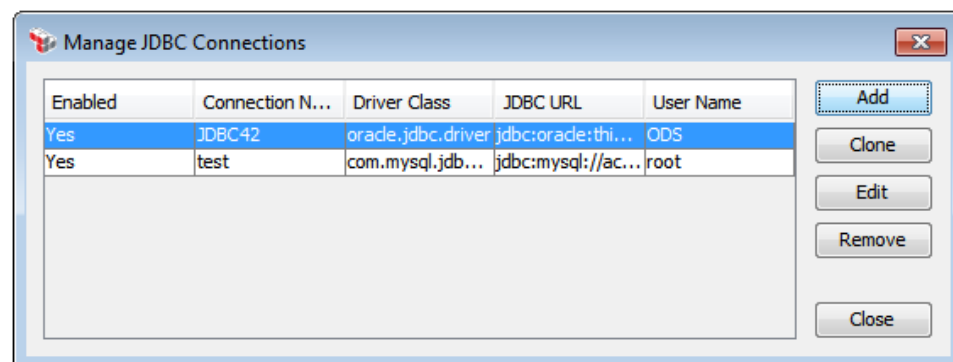 Manage JDBC Connections
Enabled Connection N... Driver Class JDBC URL User Name
Yes JDBC42 oracle.jdbc.driver jdbc:oracle:thi... ODS
Yes test com.mysql.jdb... jdbc:mysql://ac... root
Add
Clone
Edit
Remove
Close